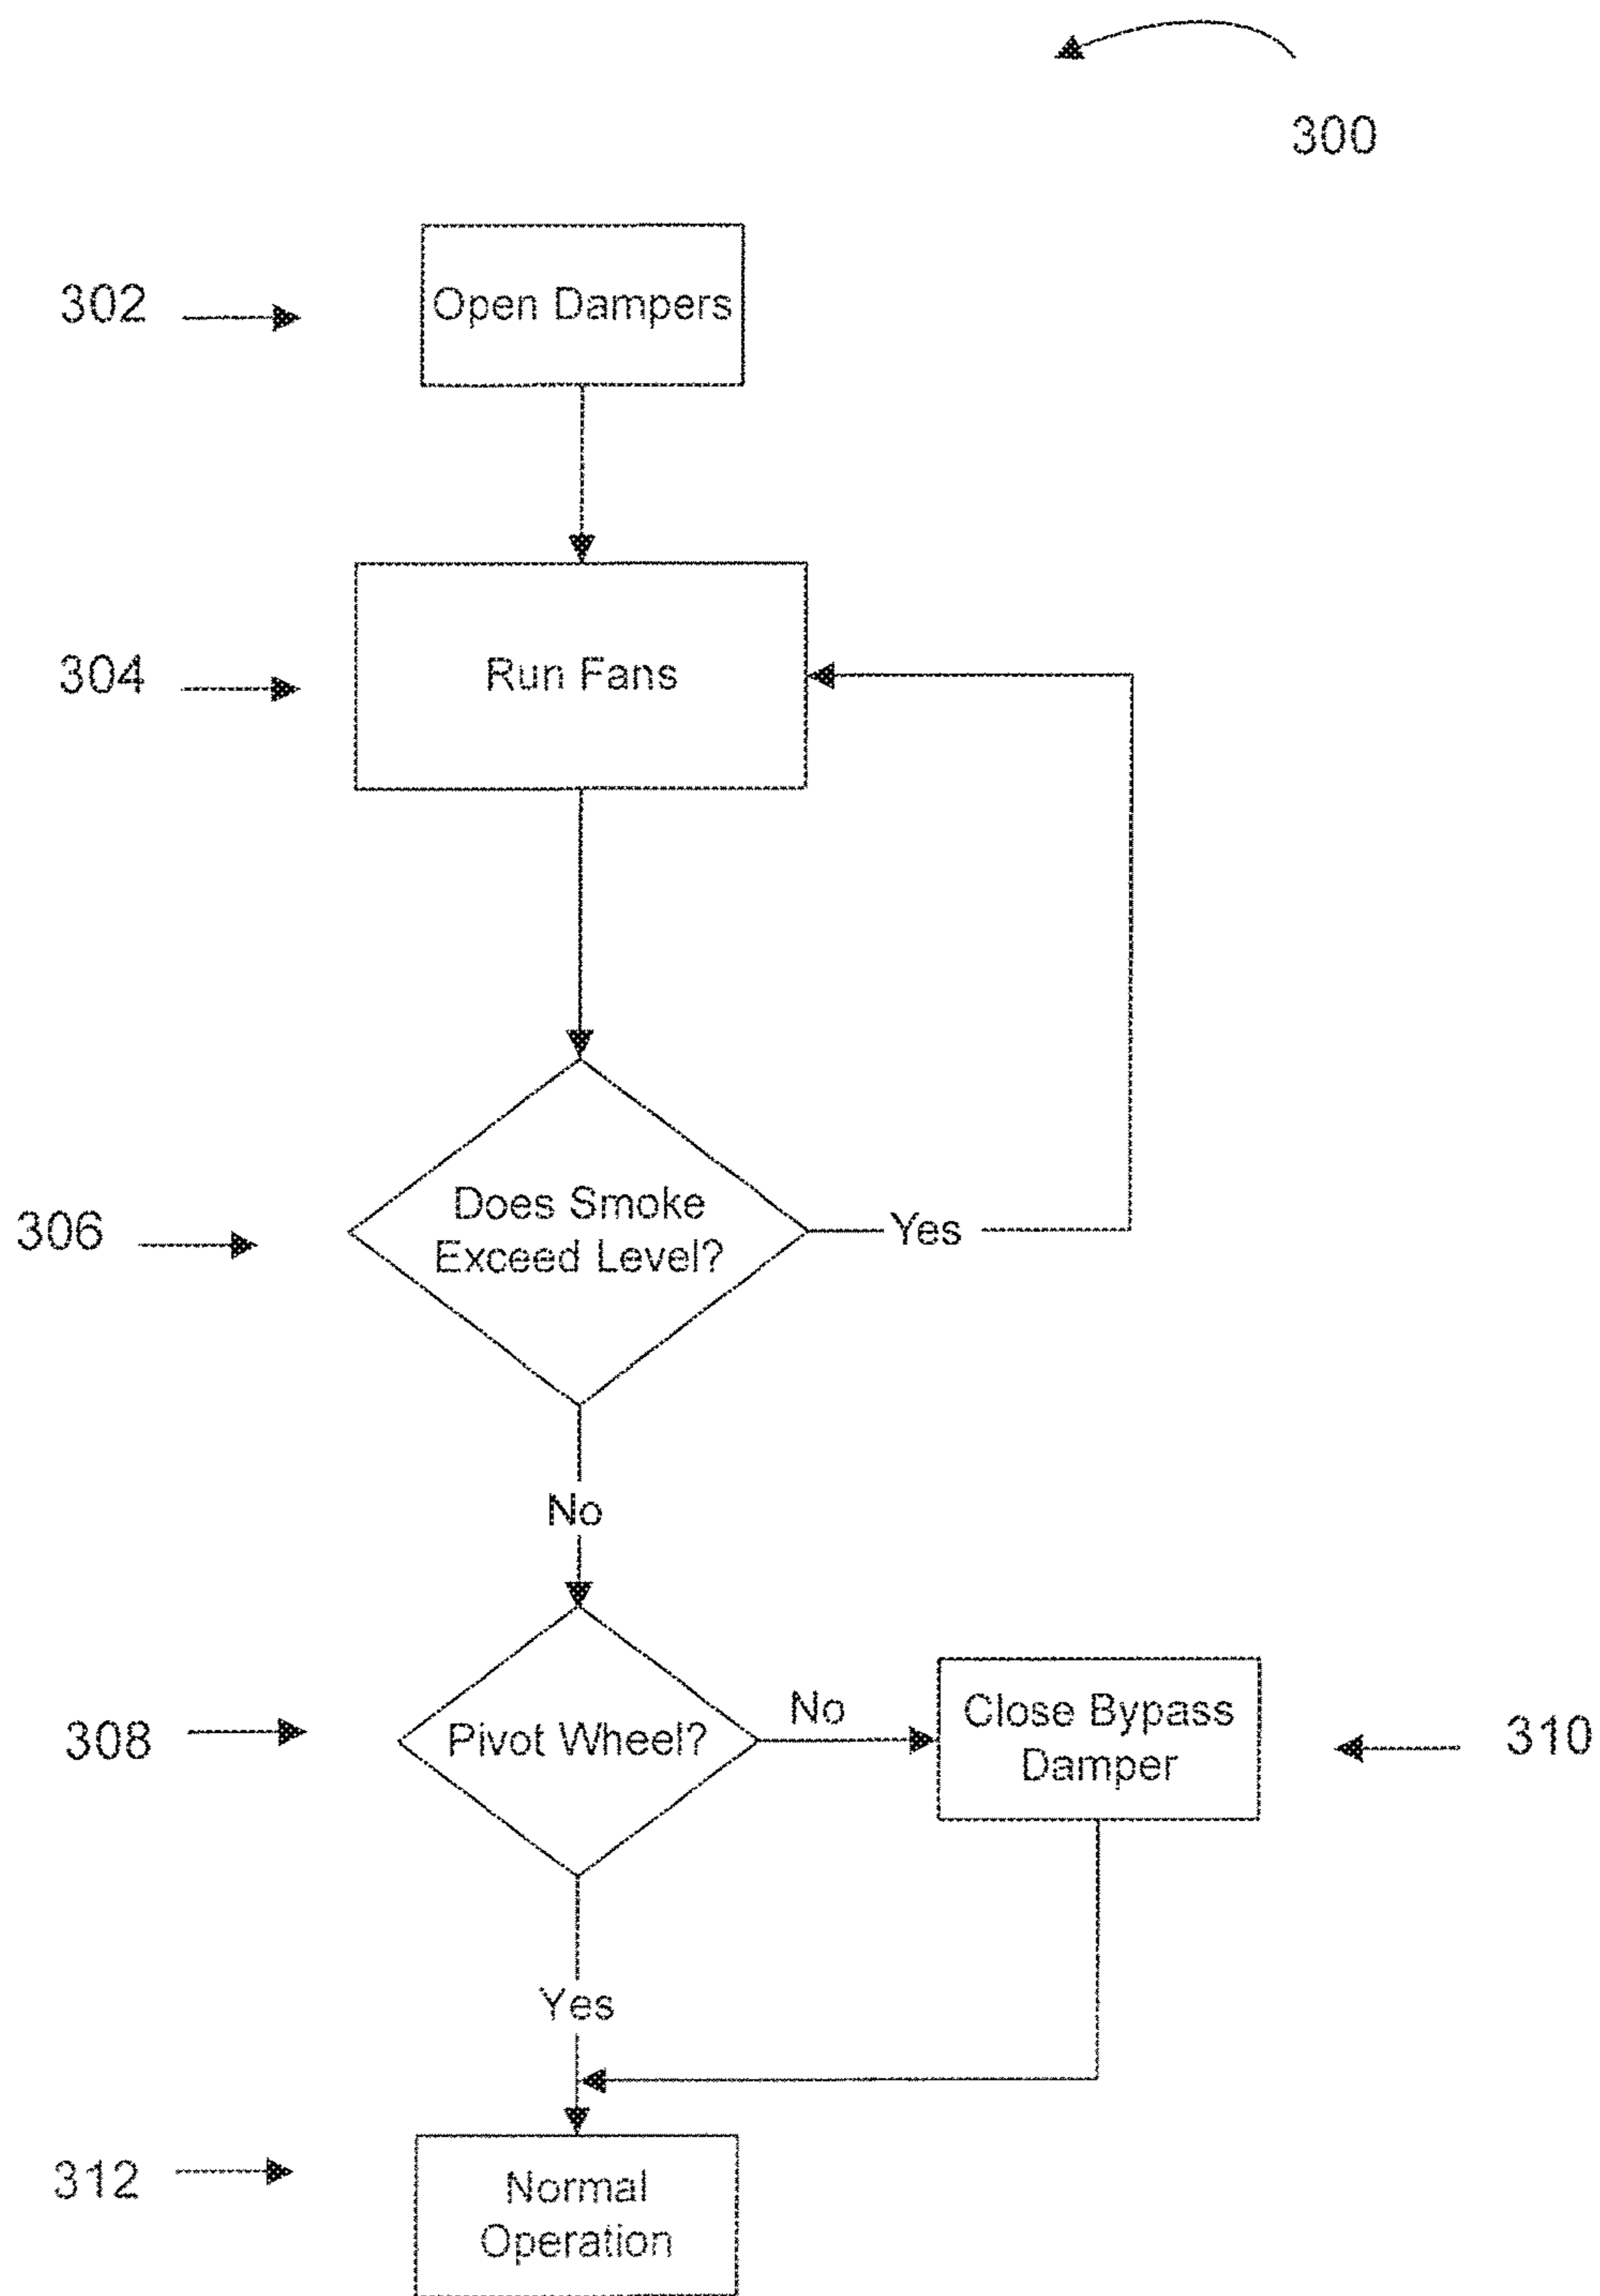 300
302
Open Dampers
304
Run Fans
306
Does Smoke
Exceed Level?
Yes
No
308
Pivot Wheel?
No
Close Bypass
Damper
310
Yes
312
Normal
Operation